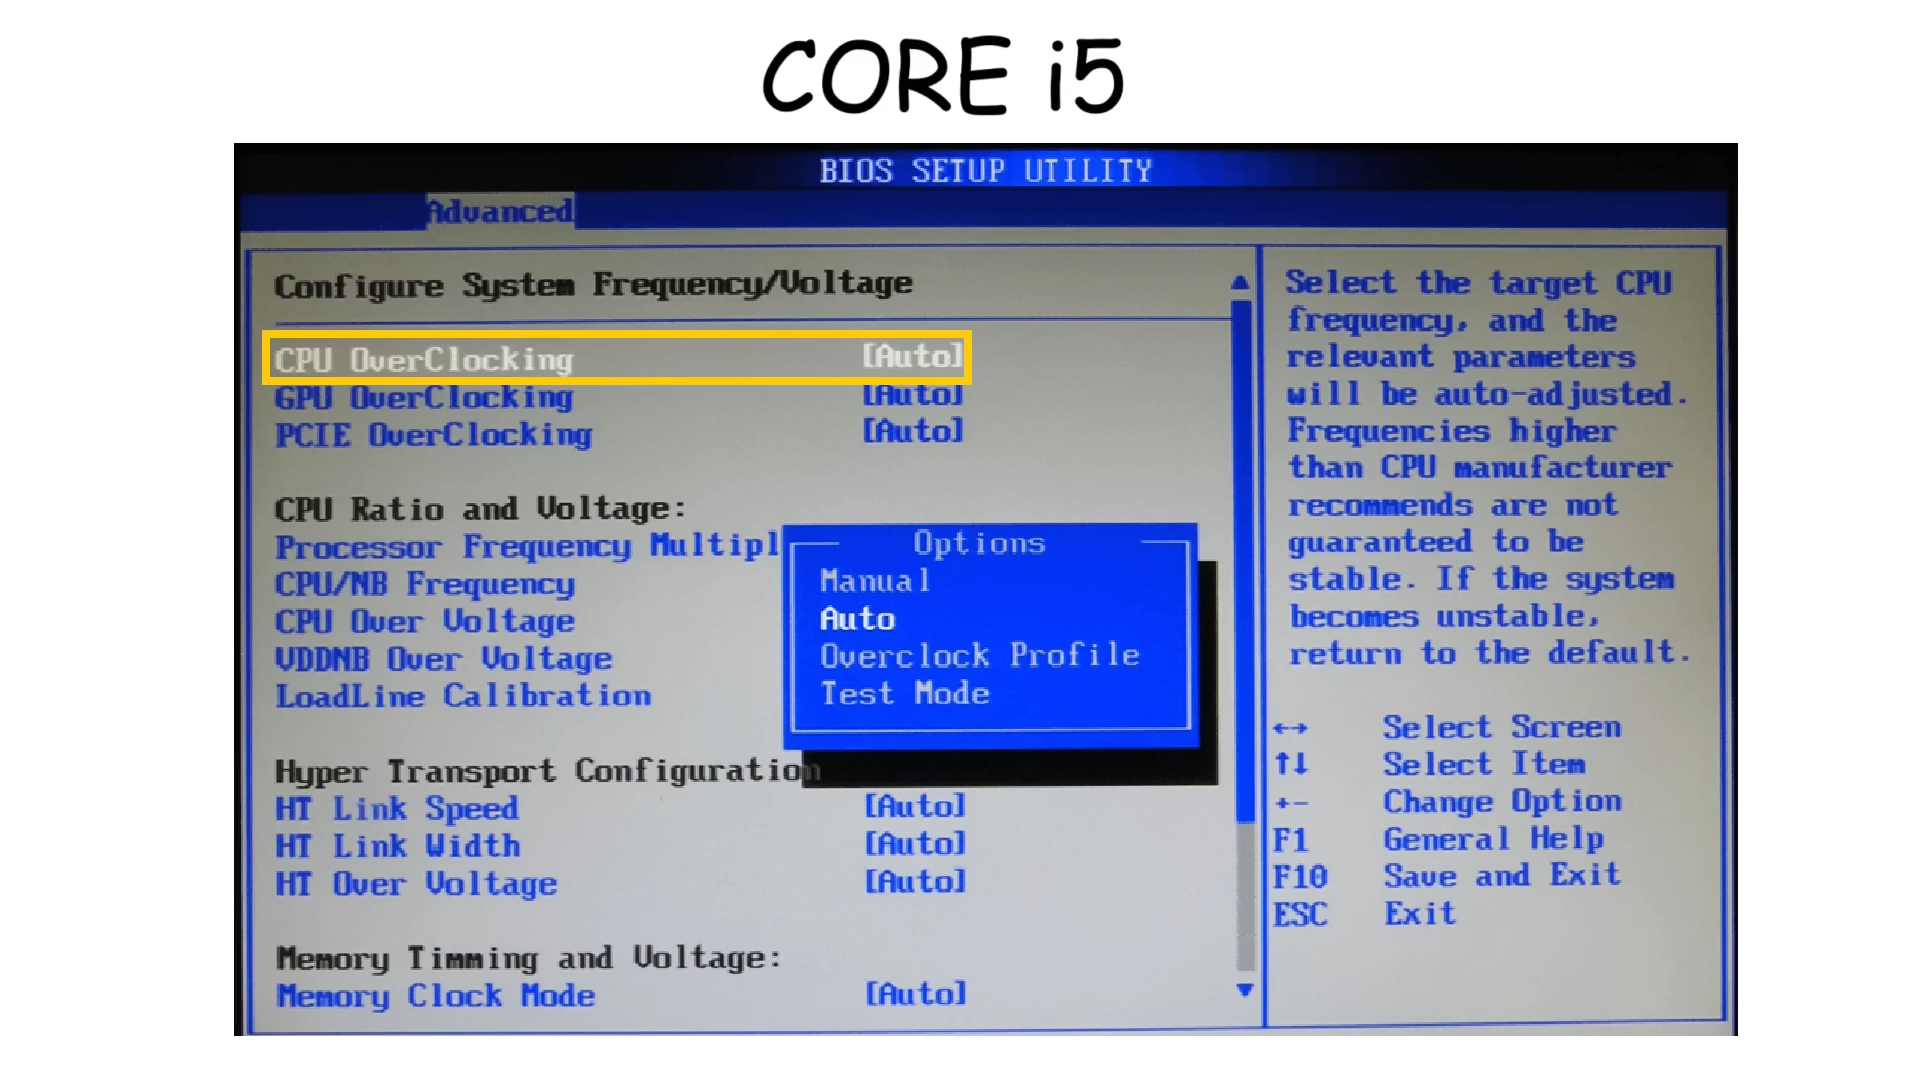 CORE i5
BIOS SETUP UTILITY
Advanced
Configure System Frequency/Voltage
CPU OverClocking [Auto]
GPU OverClocking [Auto]
PCIE OverClocking [Auto]
CPU Ratio and Voltage:
Processor Frequency Multipl
CPU/NB Frequency
CPU Over Voltage
VDDNB Over Voltage
LoadLine Calibration
Hyper Transport Configuration
HT Link Speed [Auto]
HT Link Width [Auto]
HT Over Voltage [Auto]
Memory Timming and Voltage:
Memory Clock Mode [Auto]
Options
Manual
Auto
Overclock Profile
Test Mode
Select the target CPU
frequency, and the
relevant parameters
will be auto-adjusted.
Frequencies higher
than CPU manufacturer
recommends are not
guaranteed to be
stable. If the system
becomes unstable,
return to the default.
↔ Select Screen
↑↓ Select Item
+- Change Option
F1 General Help
F10 Save and Exit
ESC Exit